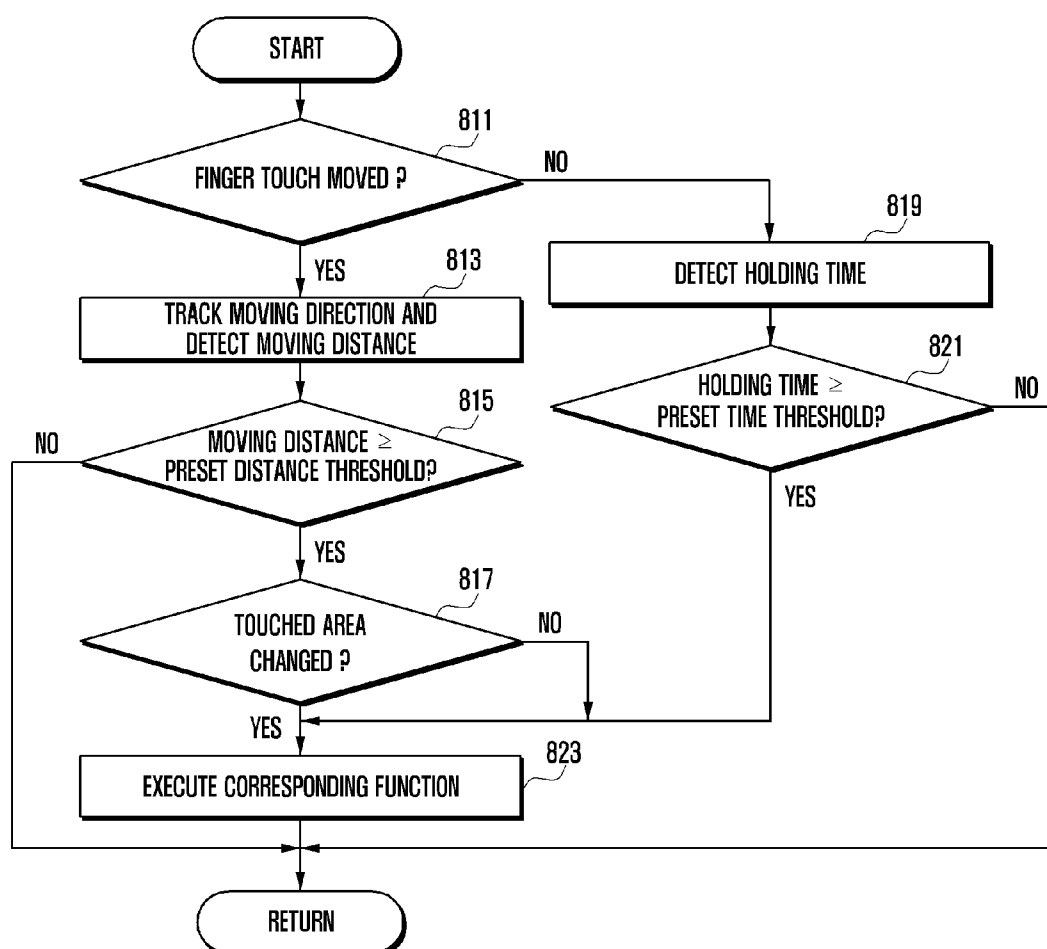 START
811
FINGER TOUCH MOVED ?
NO
YES
819
DETECT HOLDING TIME
813
TRACK MOVING DIRECTION AND
DETECT MOVING DISTANCE
821
HOLDING TIME ≥
PRESET TIME THRESHOLD?
NO
YES
815
MOVING DISTANCE ≥
PRESET DISTANCE THRESHOLD?
NO
YES
817
TOUCHED AREA
CHANGED ?
NO
YES
823
EXECUTE CORRESPONDING FUNCTION
RETURN